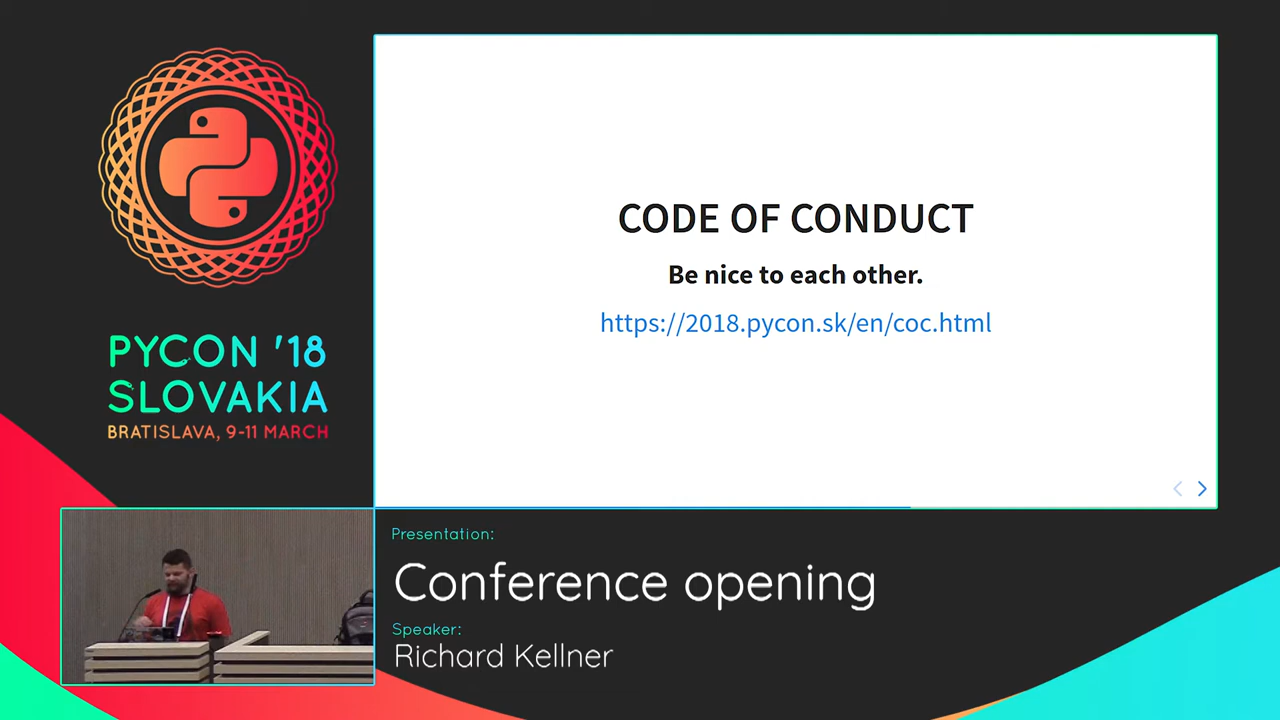 CODE OF CONDUCT
Be nice to each other.
https://2018.pycon.sk/en/coc.html
PYCON '18
SLOVAKIA
BRATISLAVA, 9-11 MARCH
Presentation:
Conference opening
Speaker:
Richard Kellner